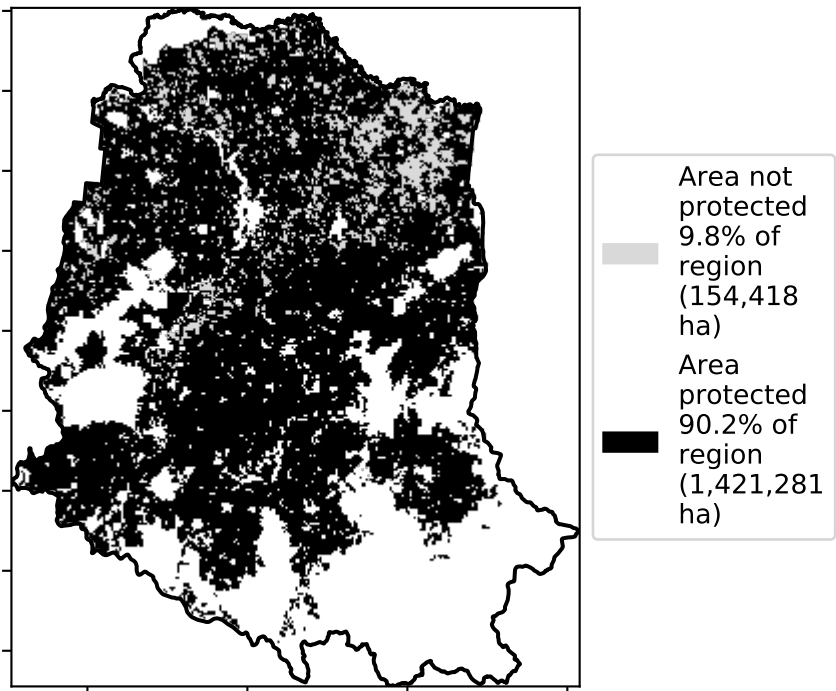 Area not
protected
9.8% of
region
(154,418
ha)
Area
protected
90.2% of
region
(1,421,281
ha)